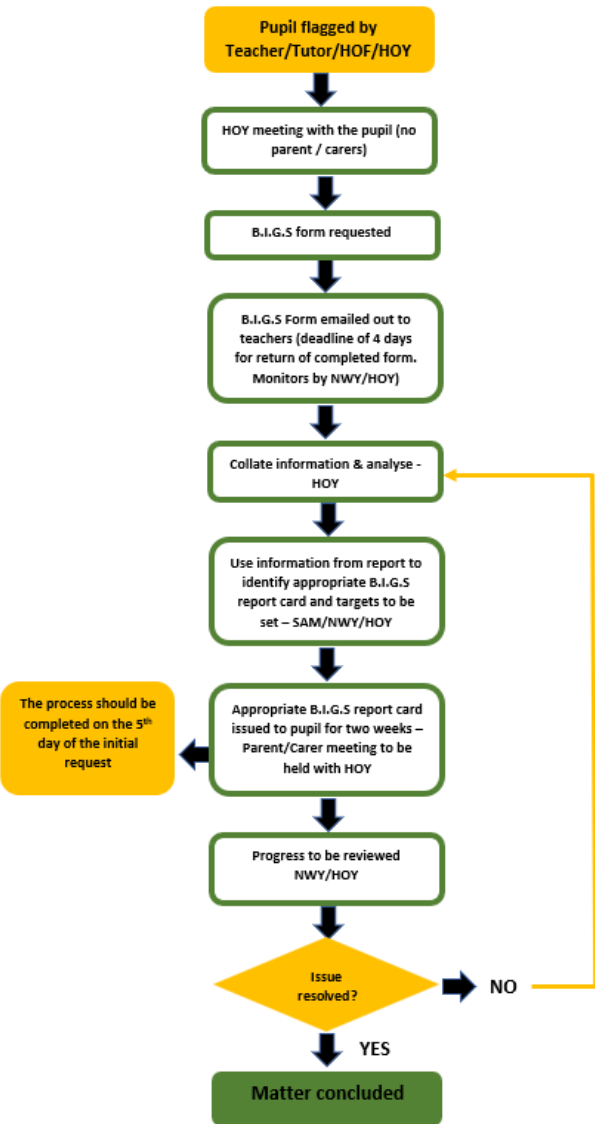 Pupil flagged by
Teacher/Tutor/HOF/HOY
HOY meeting with the pupil (no
parent / carers)
B.I.G.S form requested
B.I.G.S Form emailed out to
teachers (deadline of 4 days
for return of completed form.
Monitors by NWY/HOY)
Collate information & analyse -
HOY
Use information from report to
identify appropriate B.I.G.S
report card and targets to be
set – SAM/NWY/HOY
Appropriate B.I.G.S report card
issued to pupil for two weeks –
Parent/Carer meeting to be
held with HOY
The process should be
completed on the 5th
day of the initial
request
Progress to be reviewed
NWY/HOY
Issue
resolved?
NO
YES
Matter concluded